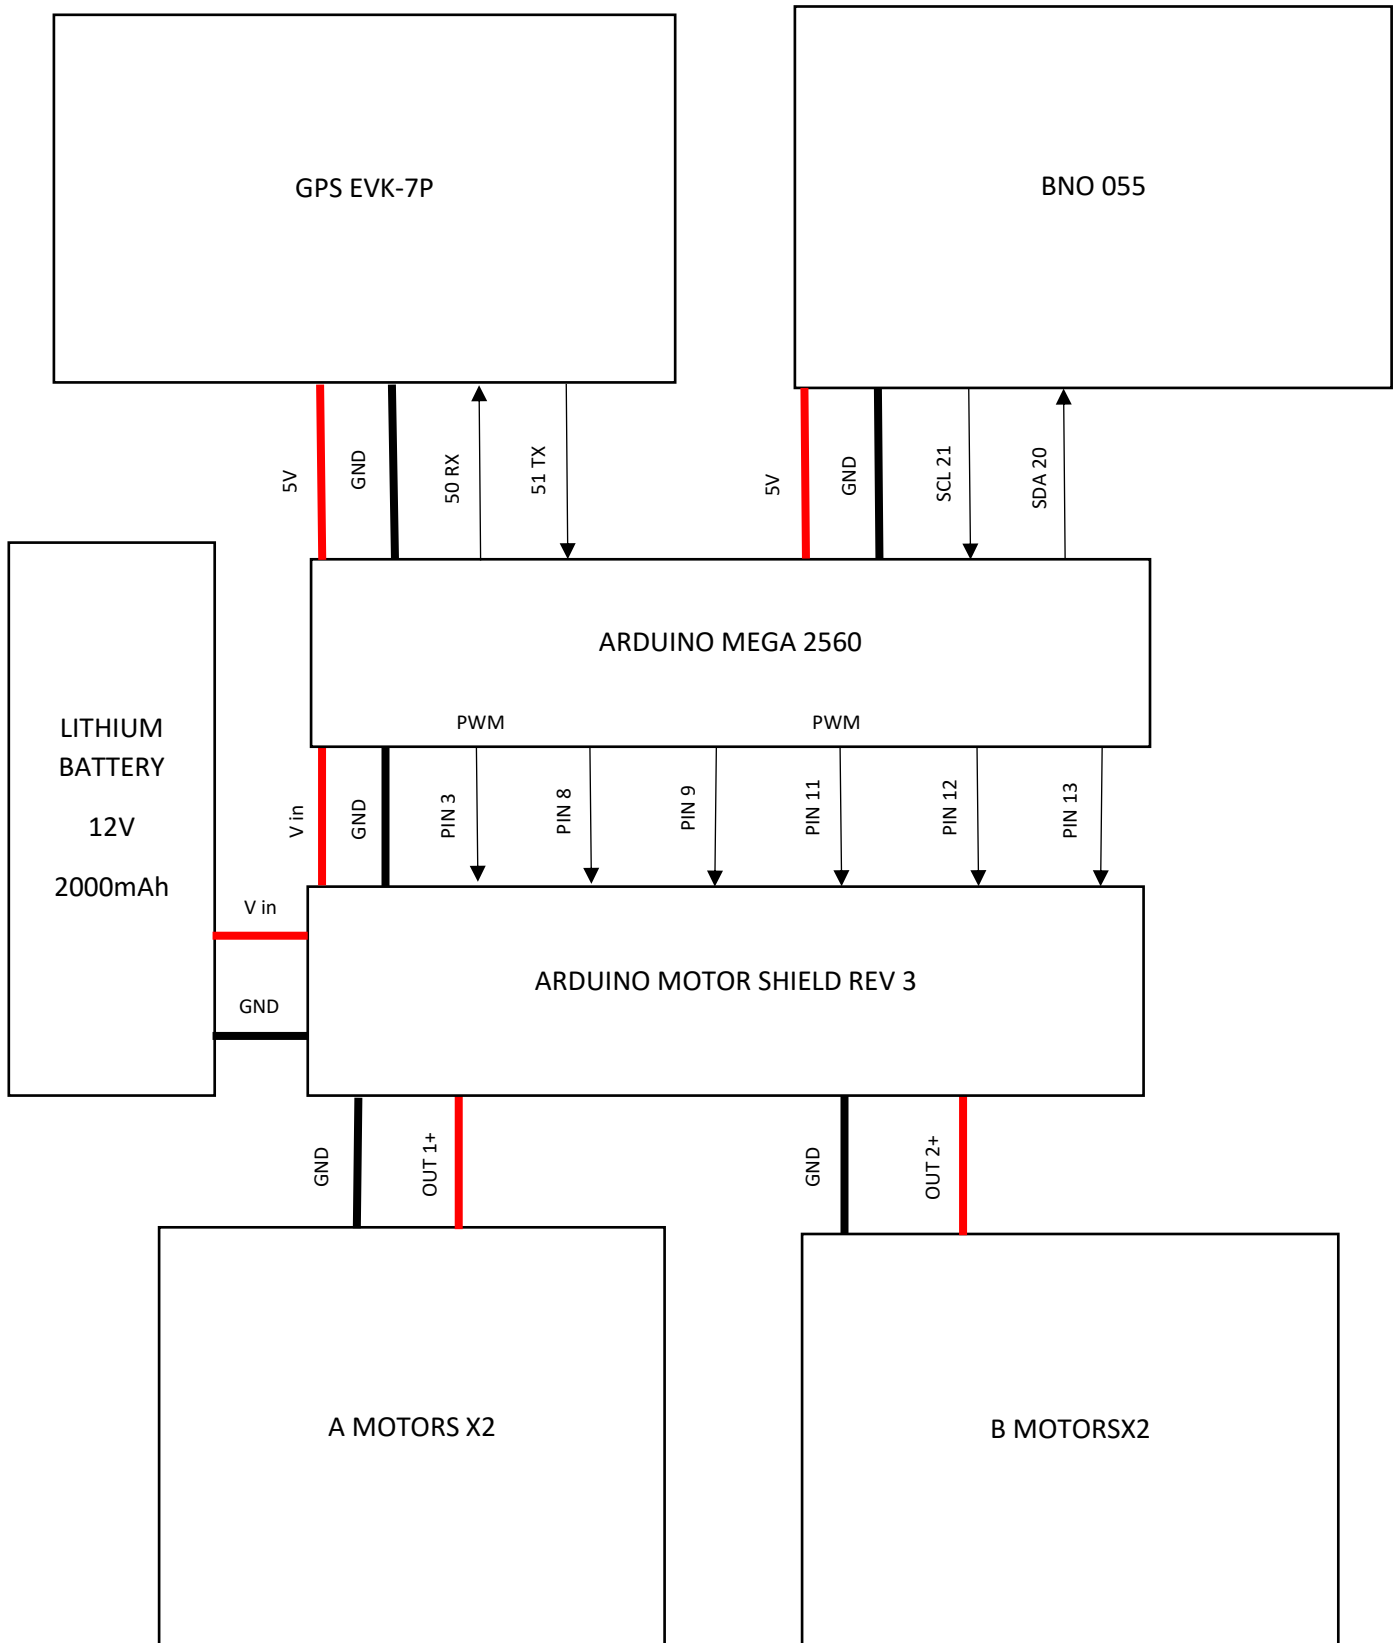 GPS EVK-7P
BNO 055
5V
GND
50 RX
51 TX
5V
GND
SCL 21
SDA 20
ARDUINO MEGA 2560
PWM
PWM
LITHIUM
BATTERY
12V
2000mAh
V in
GND
PIN 3
PIN 8
PIN 9
PIN 11
PIN 12
PIN 13
V in
GND
ARDUINO MOTOR SHIELD REV 3
GND
OUT 1+
GND
OUT 2+
A MOTORS X2
B MOTORSX2